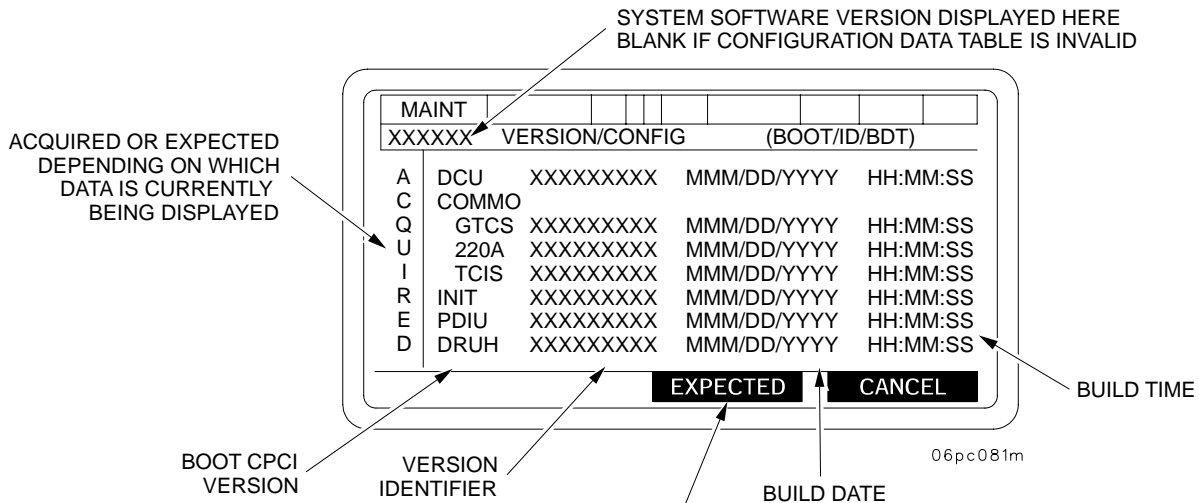 SYSTEM SOFTWARE VERSION DISPLAYED HERE
BLANK IF CONFIGURATION DATA TABLE IS INVALID
ACQUIRED OR EXPECTED
DEPENDING ON WHICH
DATA IS CURRENTLY
BEING DISPLAYED
MAINT
XXXXXX VERSION/CONFIG (BOOT/ID/BDT)
A DCU XXXXXXXXX MMM/DD/YYYY HH:MM:SS
C COMMO
Q GTCS XXXXXXXXX MMM/DD/YYYY HH:MM:SS
U 220A XXXXXXXXX MMM/DD/YYYY HH:MM:SS
I TCIS XXXXXXXXX MMM/DD/YYYY HH:MM:SS
R INIT XXXXXXXXX MMM/DD/YYYY HH:MM:SS
E PDIU XXXXXXXXX MMM/DD/YYYY HH:MM:SS
D DRUH XXXXXXXXX MMM/DD/YYYY HH:MM:SS
EXPECTED CANCEL
BUILD TIME
BOOT CPCI
VERSION
VERSION
IDENTIFIER
BUILD DATE
06pc081m